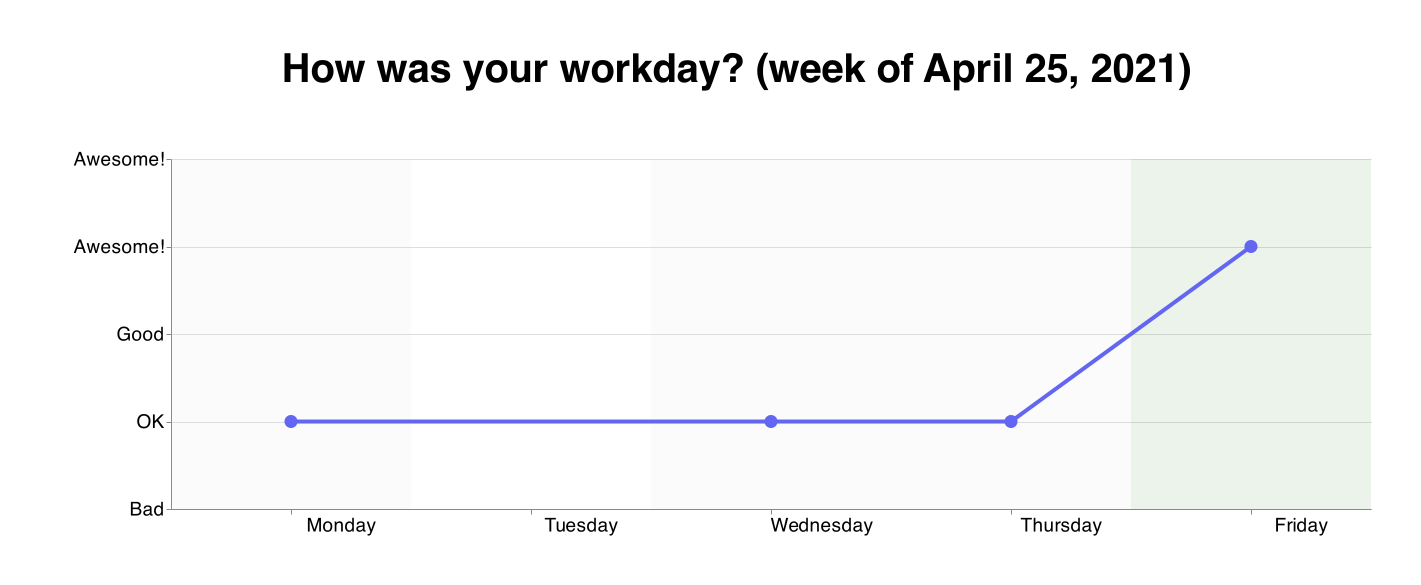 How was your workday? (week of April 25, 2021)
Awesome!
Awesome!
Good
OK
Bad
Monday Tuesday Wednesday Thursday Friday